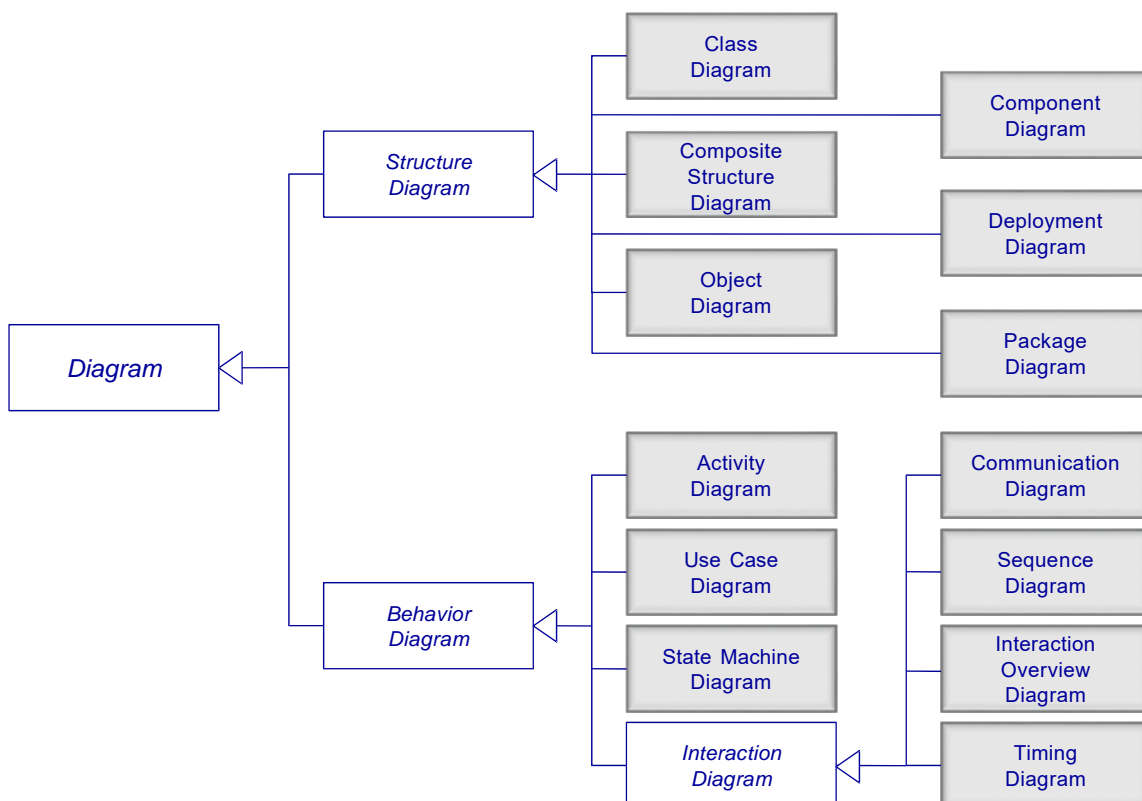 Class
Diagram
Component
Diagram
Structure
Diagram
Composite
Structure
Diagram
Deployment
Diagram
Object
Diagram
Package
Diagram
Diagram
Activity
Diagram
Communication
Diagram
Use Case
Diagram
Sequence
Diagram
Behavior
Diagram
State Machine
Diagram
Interaction
Overview
Diagram
Interaction
Diagram
Timing
Diagram